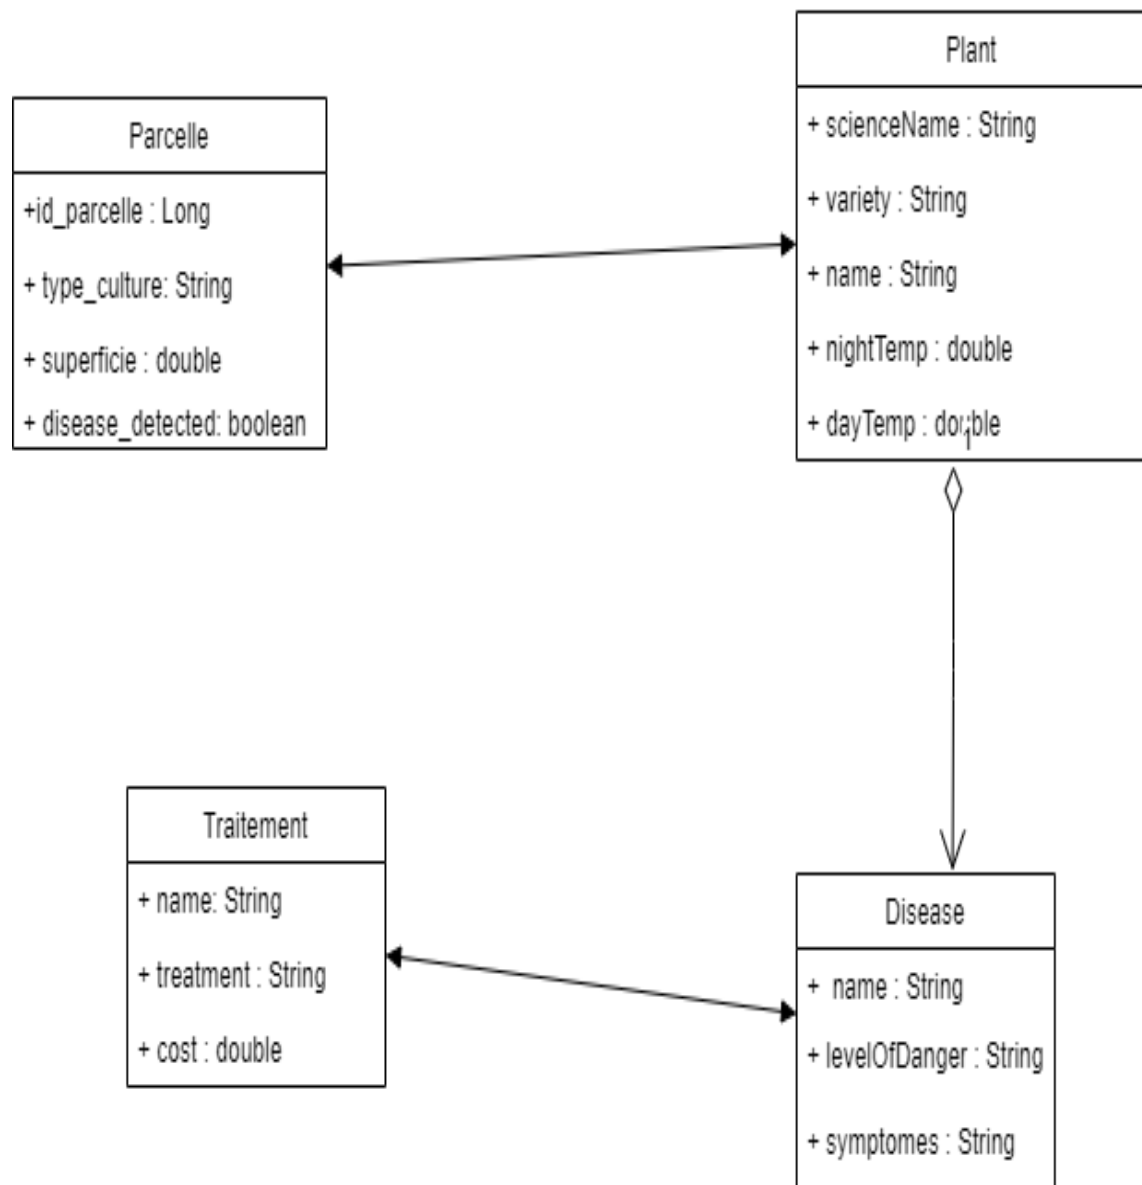 Plant
+ scienceName : String
+ variety : String
+ name : String
+ nightTemp : double
+ dayTemp : double
1
Parcelle
+id_parcelle : Long
+ type_culture: String
+ superficie : double
+ disease_detected: boolean
Traitement
+ name: String
+ treatment : String
+ cost : double
Disease
+ name : String
+ levelOfDanger : String
+ symptomes : String